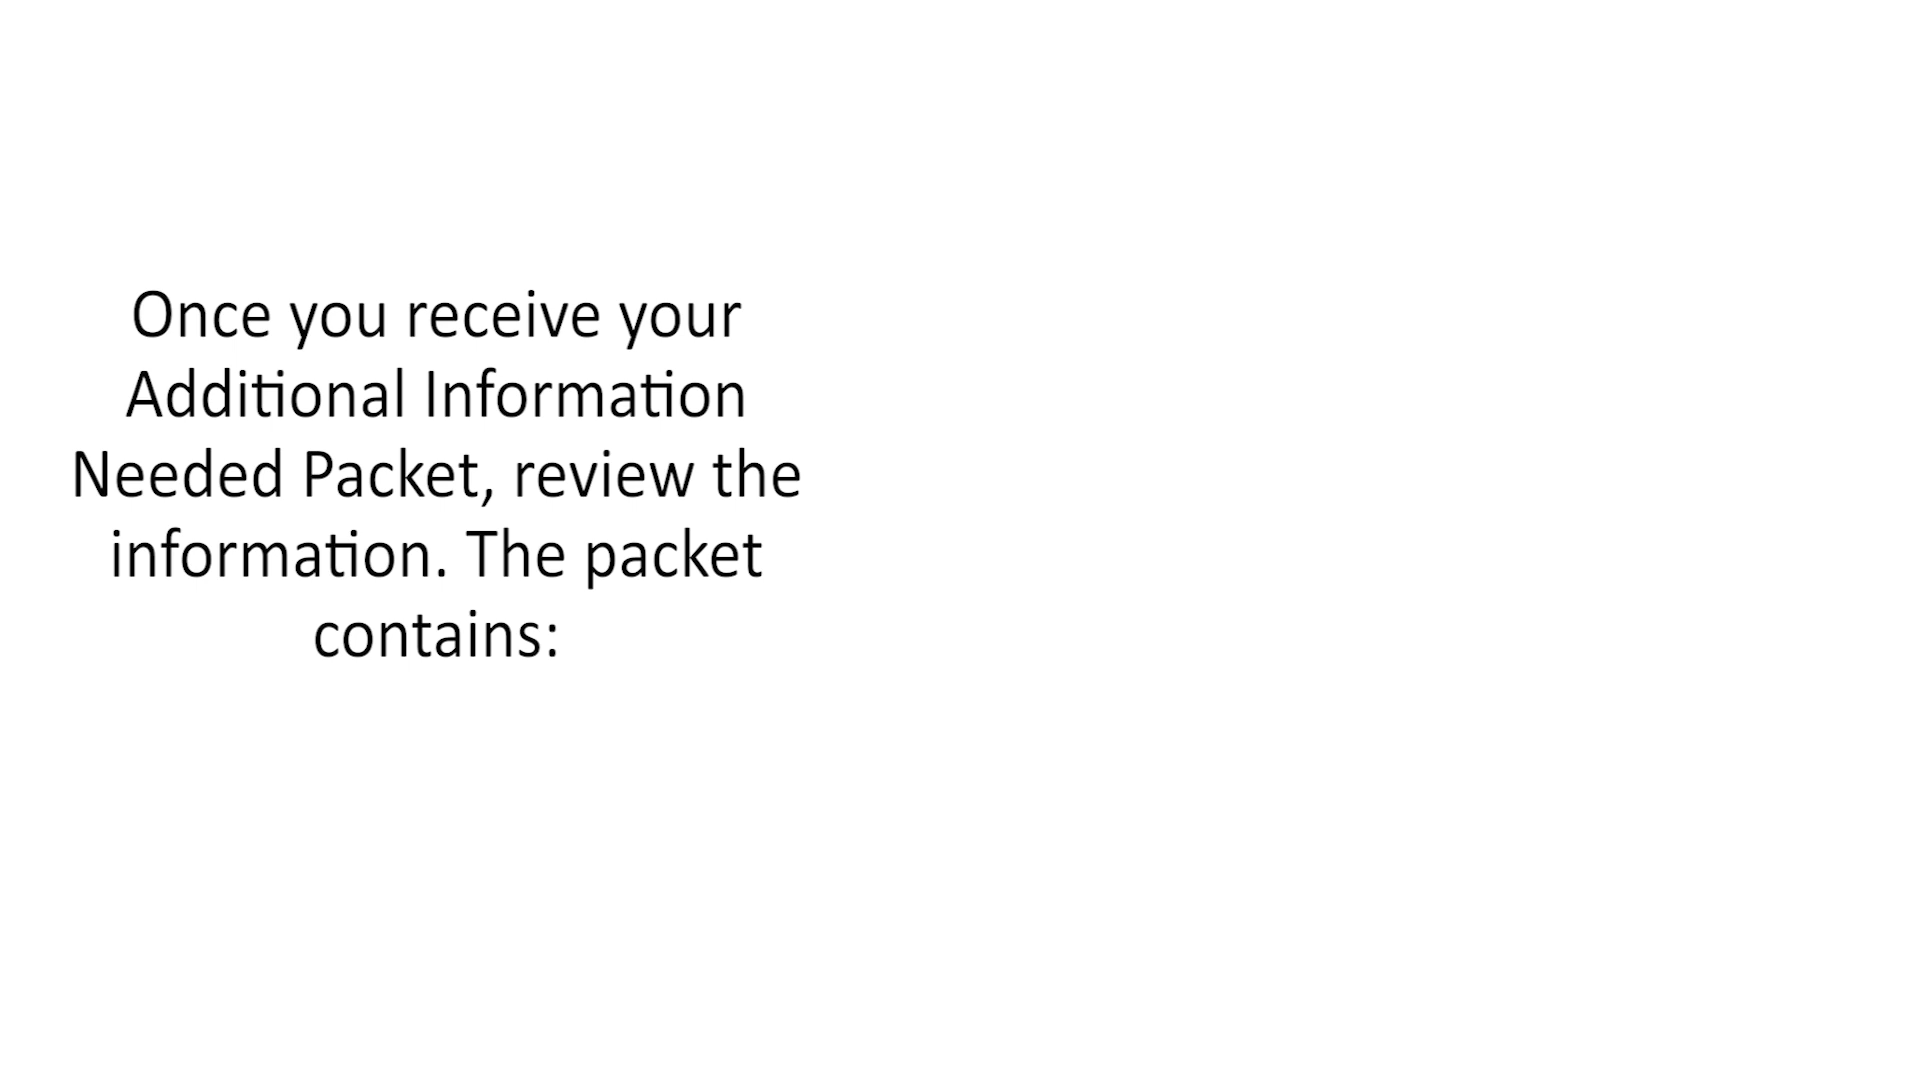 Once you receive your
Additional Information
Needed Packet, review the
information. The packet
contains: